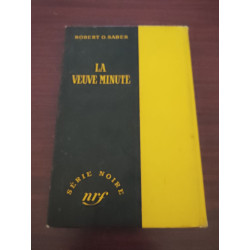 ROBERT O. SABER
LA
VEUVE MINUTE
SÉRIE NOIRE
nrf